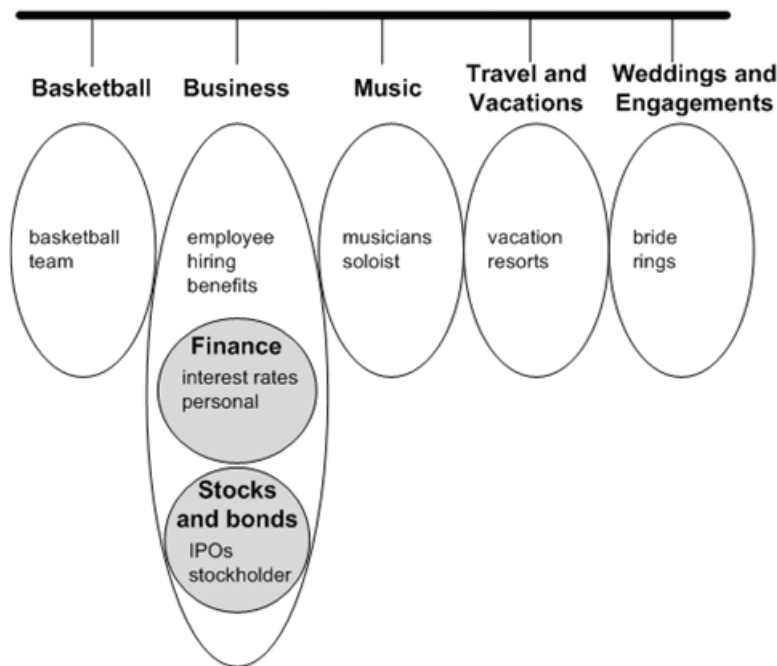 Basketball
Business
Music
Travel and
Vacations
Weddings and
Engagements
basketball
team
employee
hiring
benefits
Finance
interest rates
personal
Stocks
and bonds
IPOs
stockholder
musicians
soloist
vacation
resorts
bride
rings